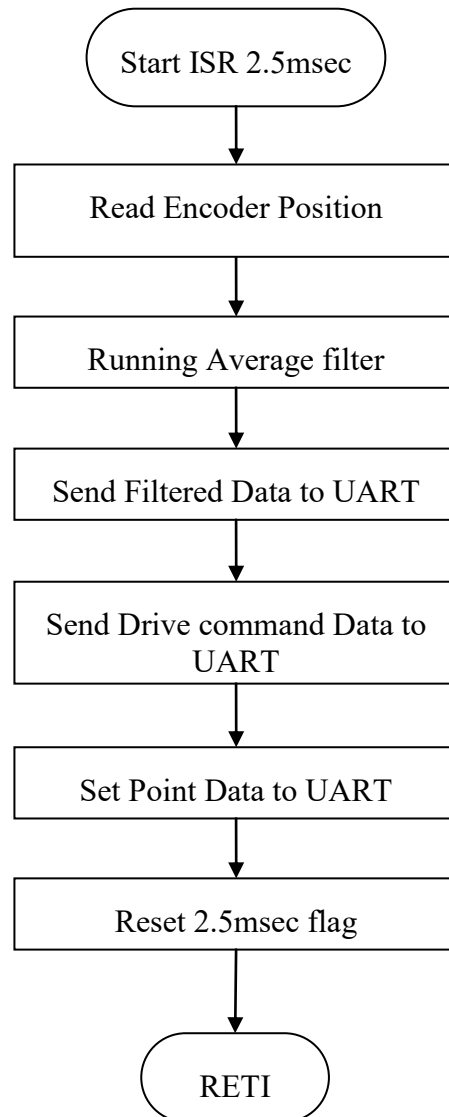 Start ISR 2.5msec
Read Encoder Position
Running Average filter
Send Filtered Data to UART
Send Drive command Data to
UART
Set Point Data to UART
Reset 2.5msec flag
RETI